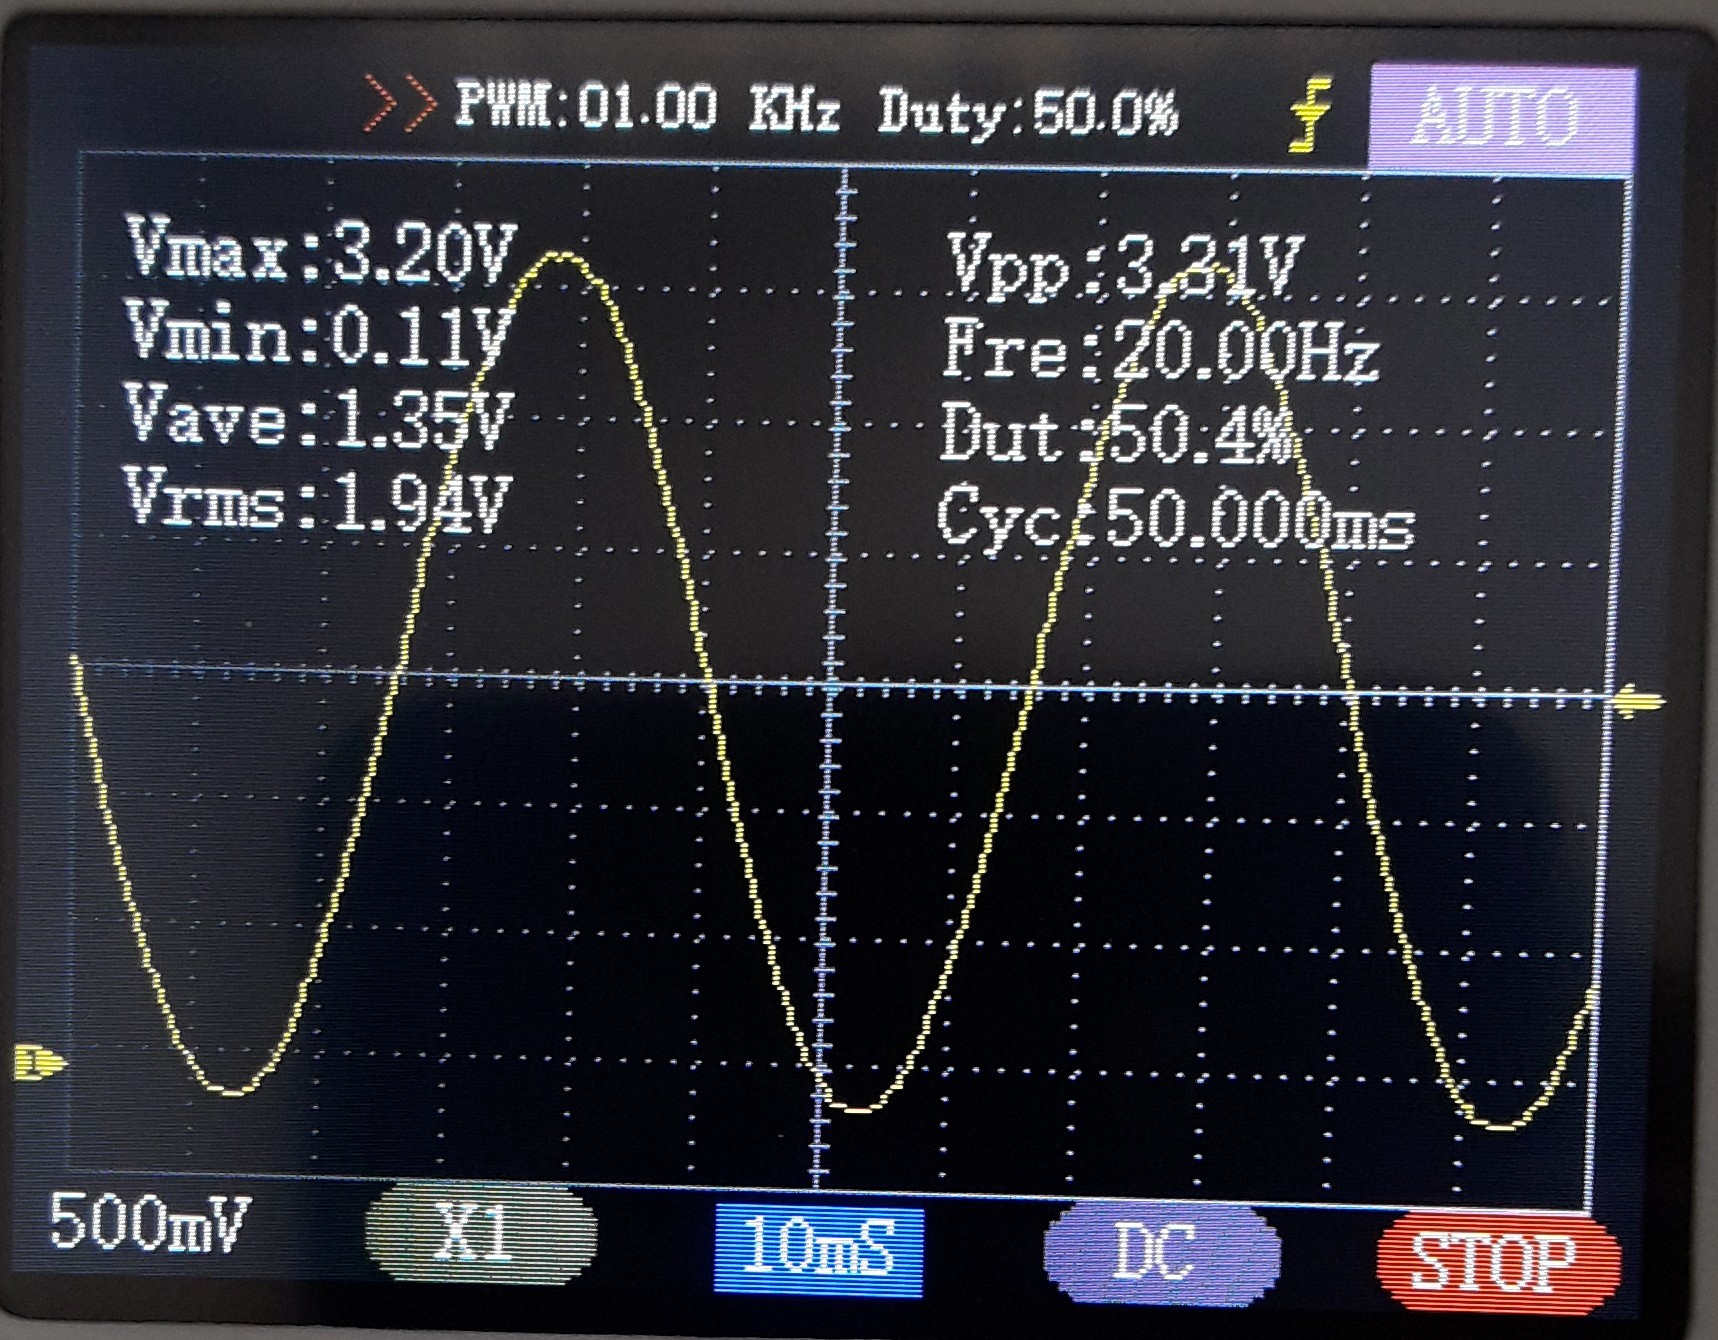 >> PWM:01.00 KHz Duty:50.0% AUTO
Vmax:3.20V
Vmin:0.11V
Vave:1.35V
Vrms:1.94V
Vpp:3.31V
Fre:20.00Hz
Dut:50.4%
Cyc:50.000ms
1
500mV X1 10mS DC STOP